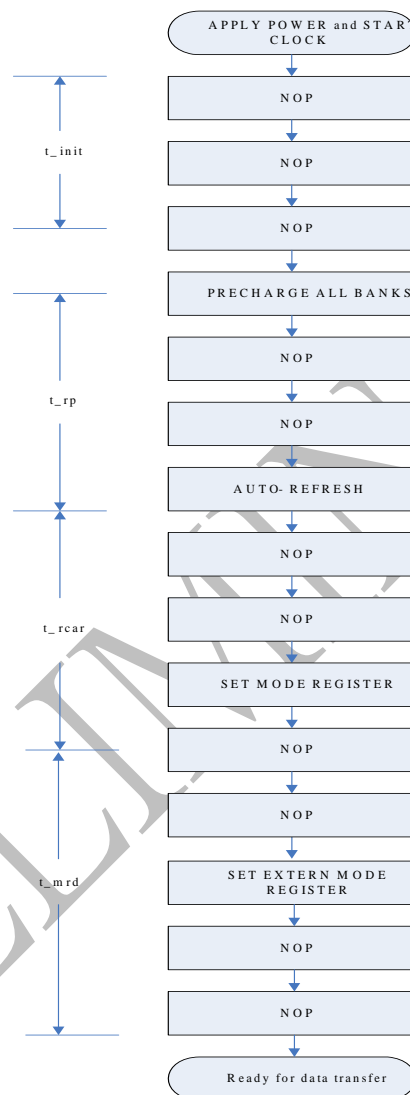 APPLY POWER and STAR
CLOCK
NOP
t_init
NOP
NOP
PRECHARGE ALL BANKS
NOP
t_rp
NOP
AUTO- REFRESH
NOP
NOP
t_rcar
SET MODE REGISTER
NOP
NOP
SET EXTERN MODE
REGISTER
t_mrd
NOP
NOP
Ready for data transfer